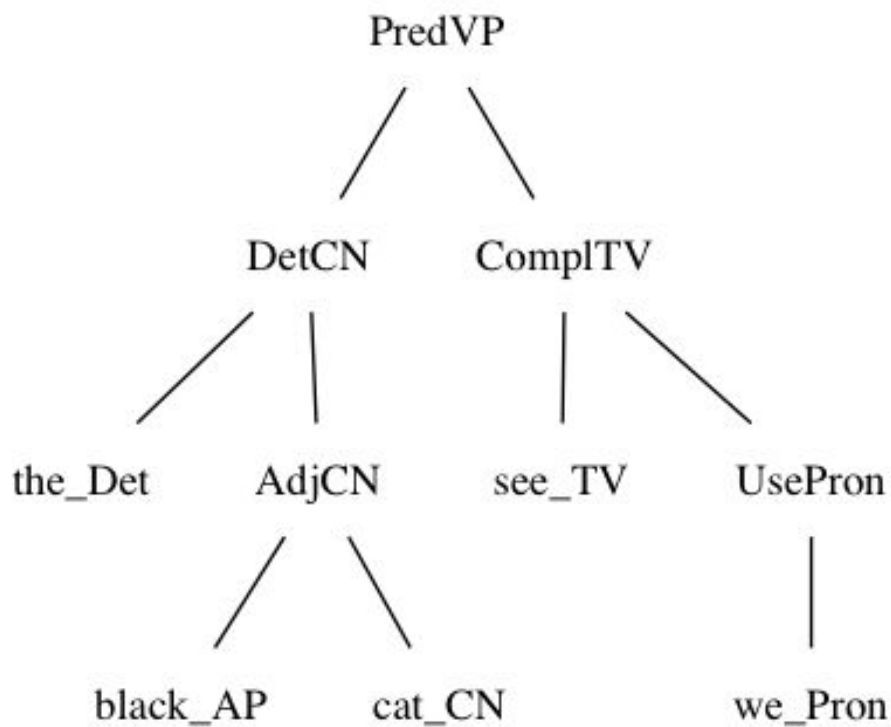 PredVP
DetCN ComplTV
the_Det AdjCN see_TV UsePron
black_AP cat_CN we_Pron